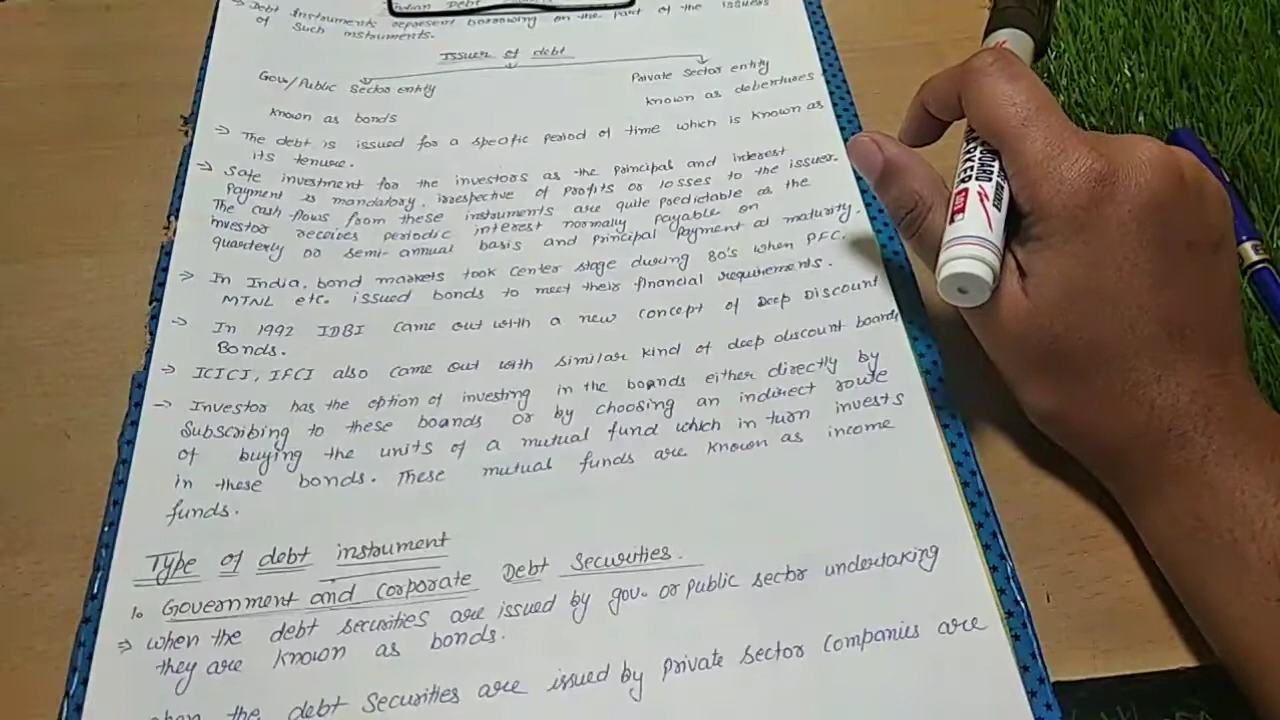 Indian Debt
⇒ Debt Instruments represent borrowing on the part of the issuers
of such instruments.
Issuer of debt
Gov/Public Sector entity
Private Sector entity
known as bonds
known as debentures
⇒ The debt is issued for a specific period of time which is known as
its tenure.
→ Safe investment for the investors as the principal and interest
Payment is mandatory, irrespective of profits or losses to the issuer.
The cash flows from these instruments are quite predictable as the
investor receives periodic interest normally payable on
quarterly or semi-annual basis and principal payment at maturity.
⇒ In India, bond markets took center stage during 80's when PFC,
MTNL etc. issued bonds to meet their financial requirements.
→ In 1992 IDBI came out with a new concept of Deep Discount
Bonds.
→ ICICI, IFCI also came out with similar kind of deep discount boands
→ Investor has the option of investing in the boands either directly by
Subscribing to these boands or by choosing an indirect route
of buying the units of a mutual fund which in turn invests
in these bonds. These mutual funds are known as income
funds.
Type of debt instrument
1. Government and Corporate Debt Securities.
⇒ when the debt securities are issued by gov. or public sector undertaking
they are known as bonds.
the debt securities are issued by private sector companies are
BOARD MARKER